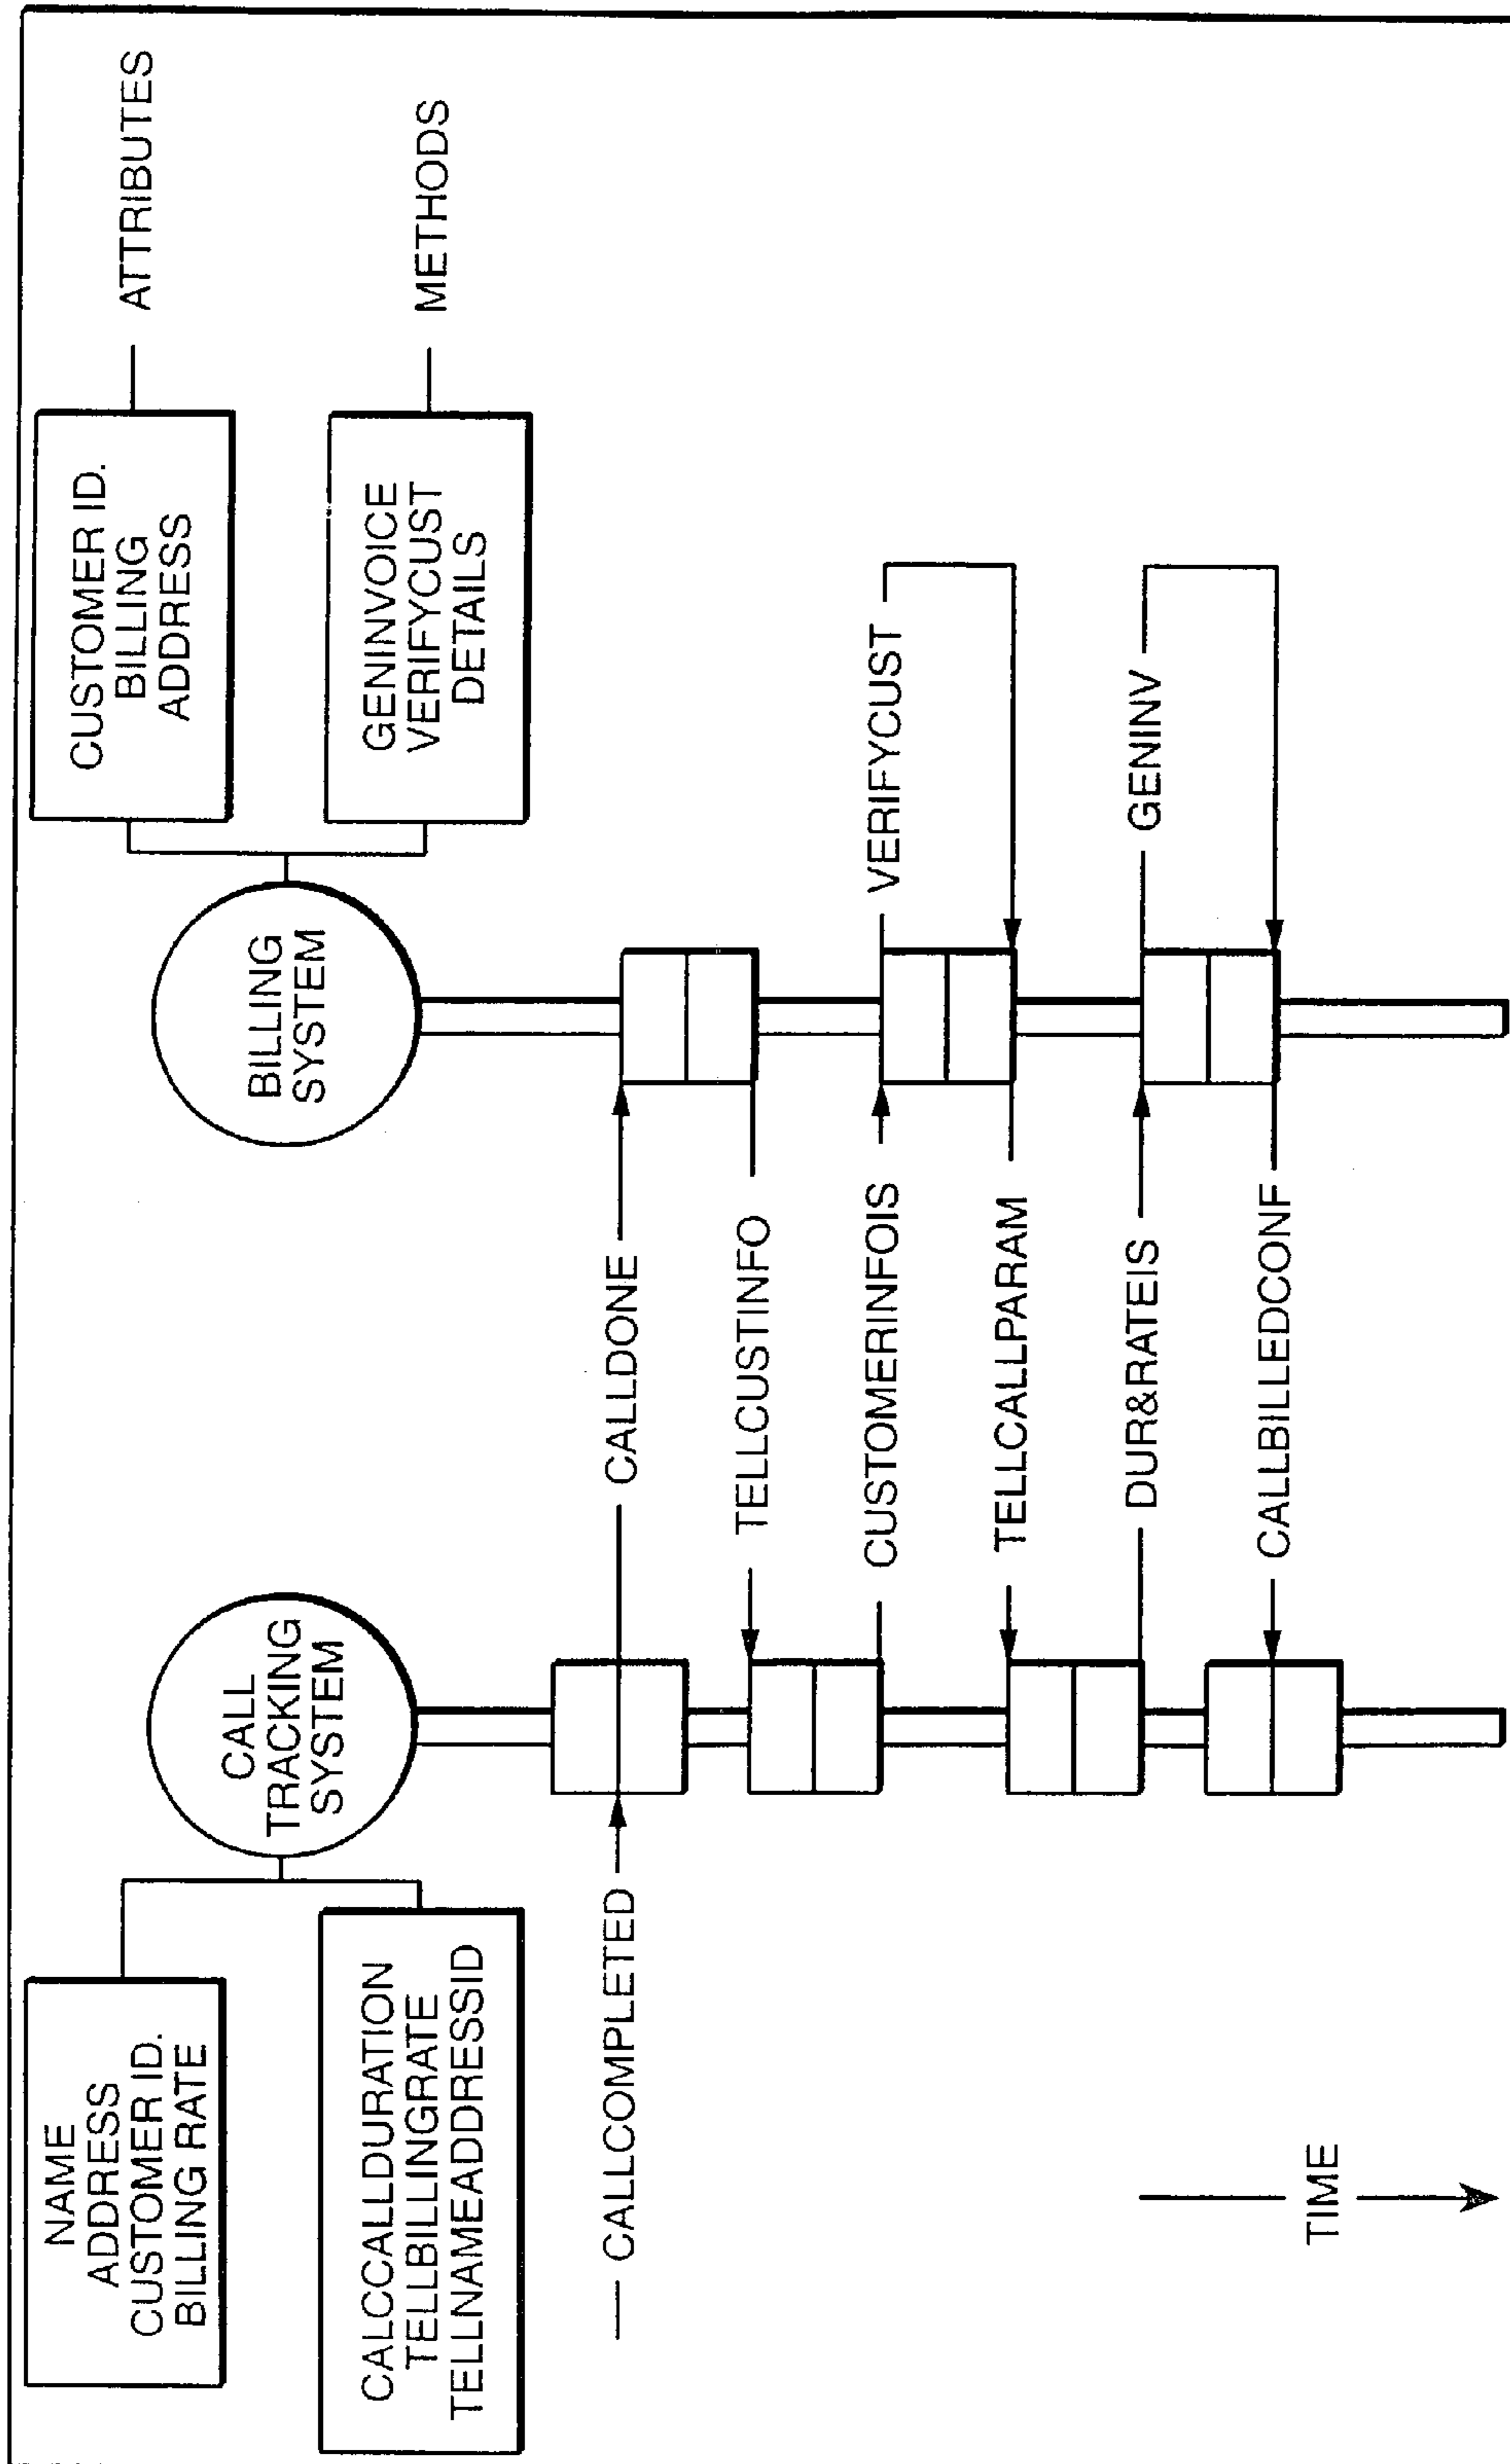 NAME
ADDRESS
CUSTOMER ID.
BILLING RATE
CALCCALLDURATION
TELLBILLINGRATE
TELLNAMEADDRESSID
CALL
TRACKING
SYSTEM
BILLING
SYSTEM
CUSTOMER ID.
BILLING
ADDRESS
ATTRIBUTES
GENINVOICE
VERIFYCUST
DETAILS
METHODS
CALLCOMPLETED
CALLDONE
TELLCUSTINFO
CUSTOMERINFOIS
VERIFYCUST
TELLCALLPARAM
DUR&RATEIS
GENINV
CALLBILLEDCONF
TIME